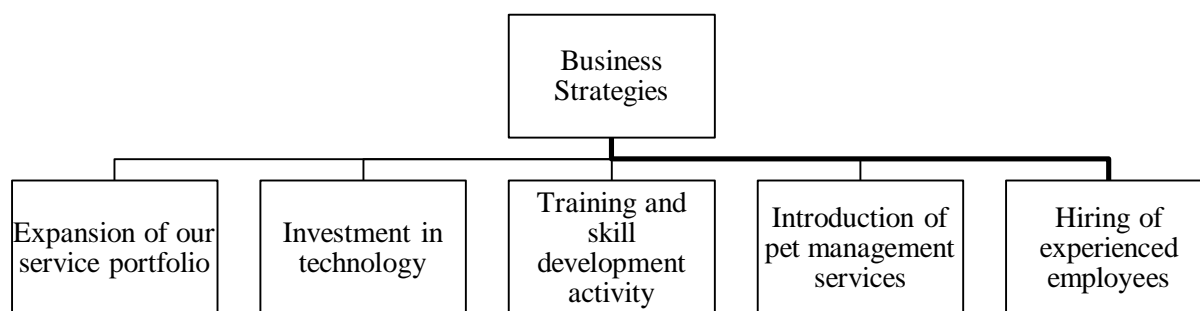 Business
Strategies
Expansion of our
service portfolio
Investment in
technology
Training and
skill
development
activity
Introduction of
pet management
services
Hiring of
experienced
employees